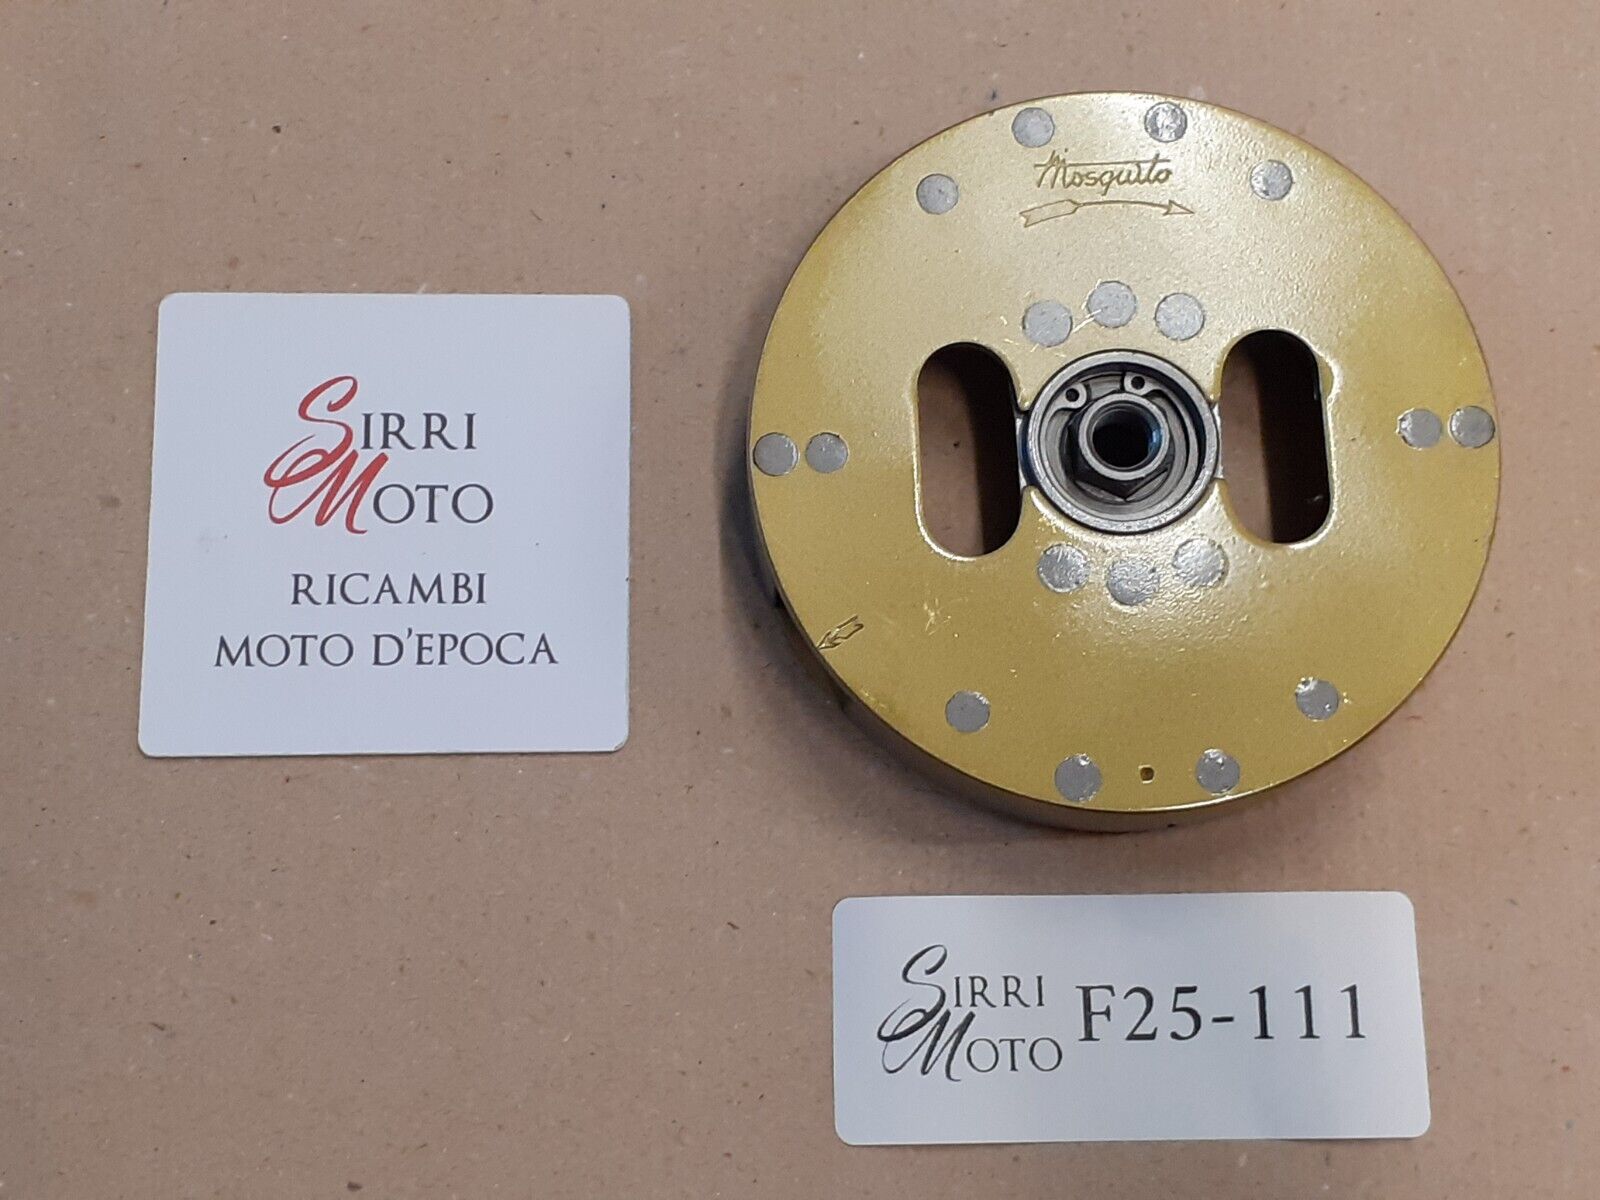 SIRRI
MOTO
RICAMBI
MOTO D'EPOCA
Mosquito
SIRRI
MOTO
F25-111